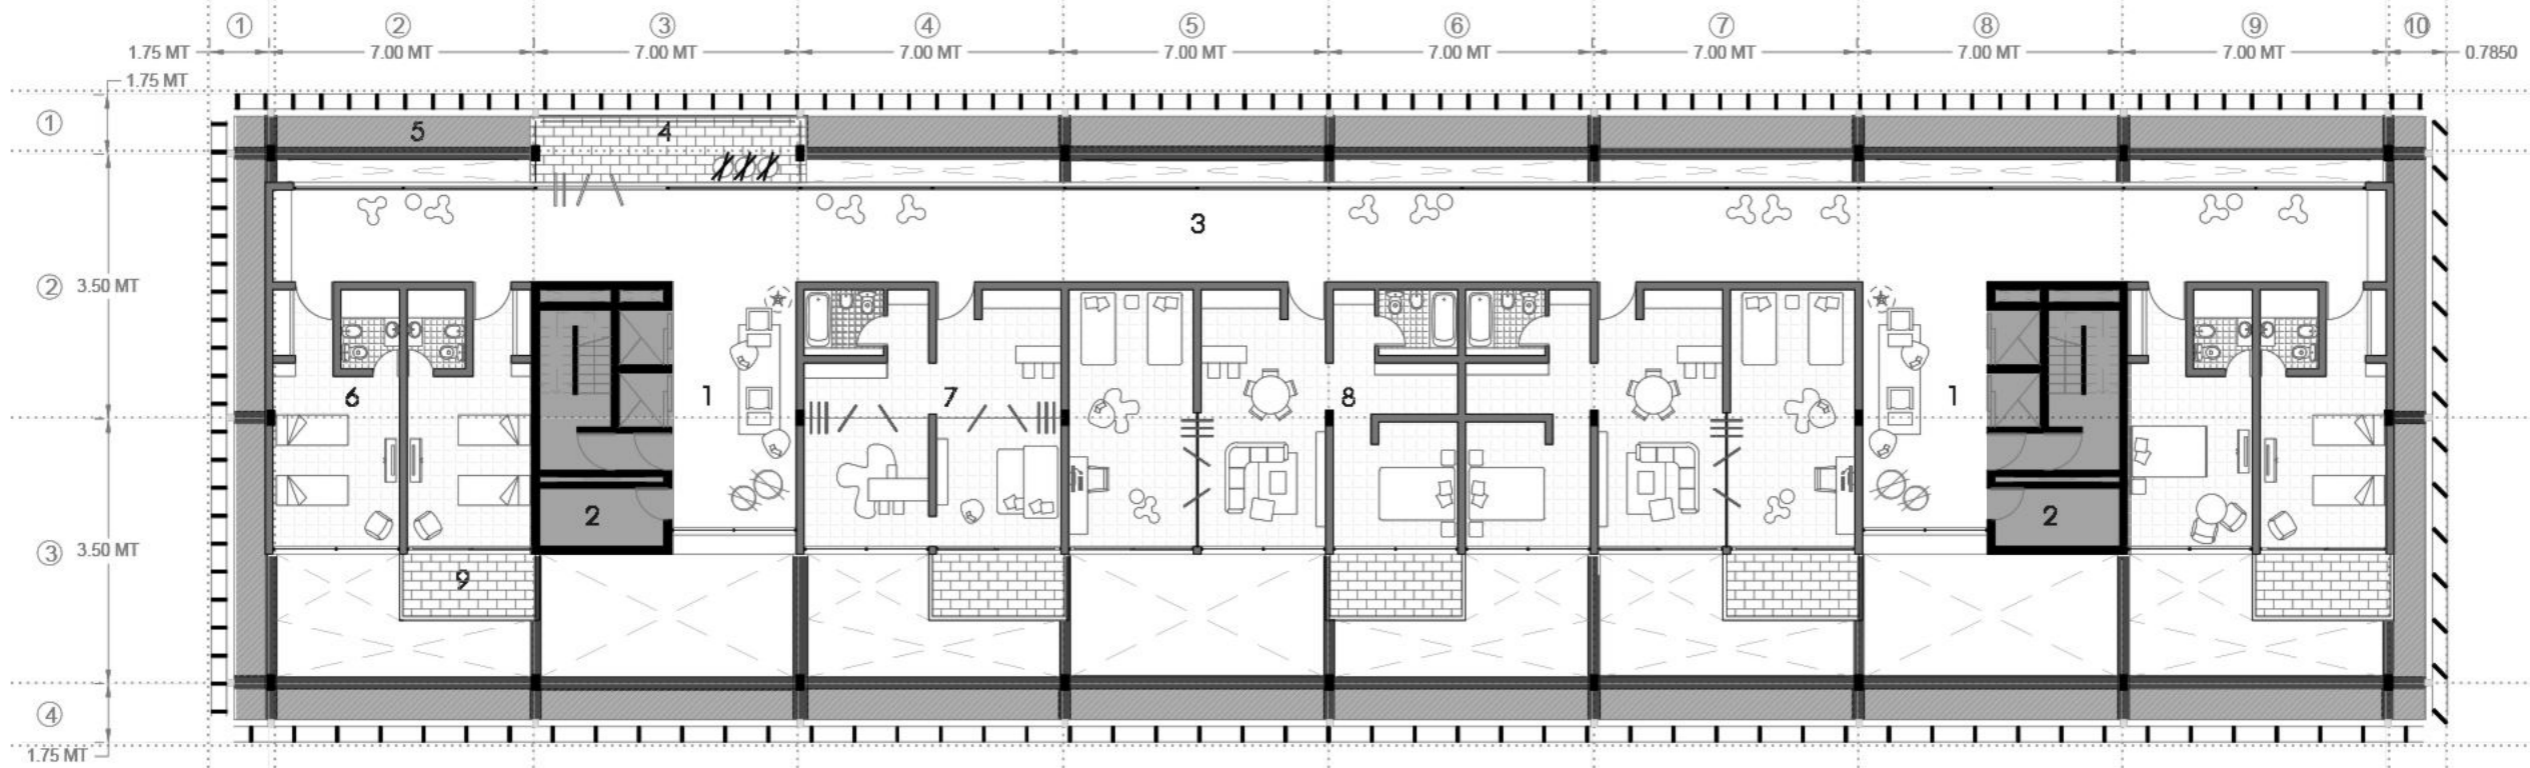 ① ② ③ ④ ⑤ ⑥ ⑦ ⑧ ⑨ ⑩
1.75 MT 7.00 MT 7.00 MT 7.00 MT 7.00 MT 7.00 MT 7.00 MT 7.00 MT 7.00 MT 0.7850
1.75 MT
①
5 4
3
② 3.50 MT
6 1 7 8 1
2 2
③ 3.50 MT
9
④
1.75 MT